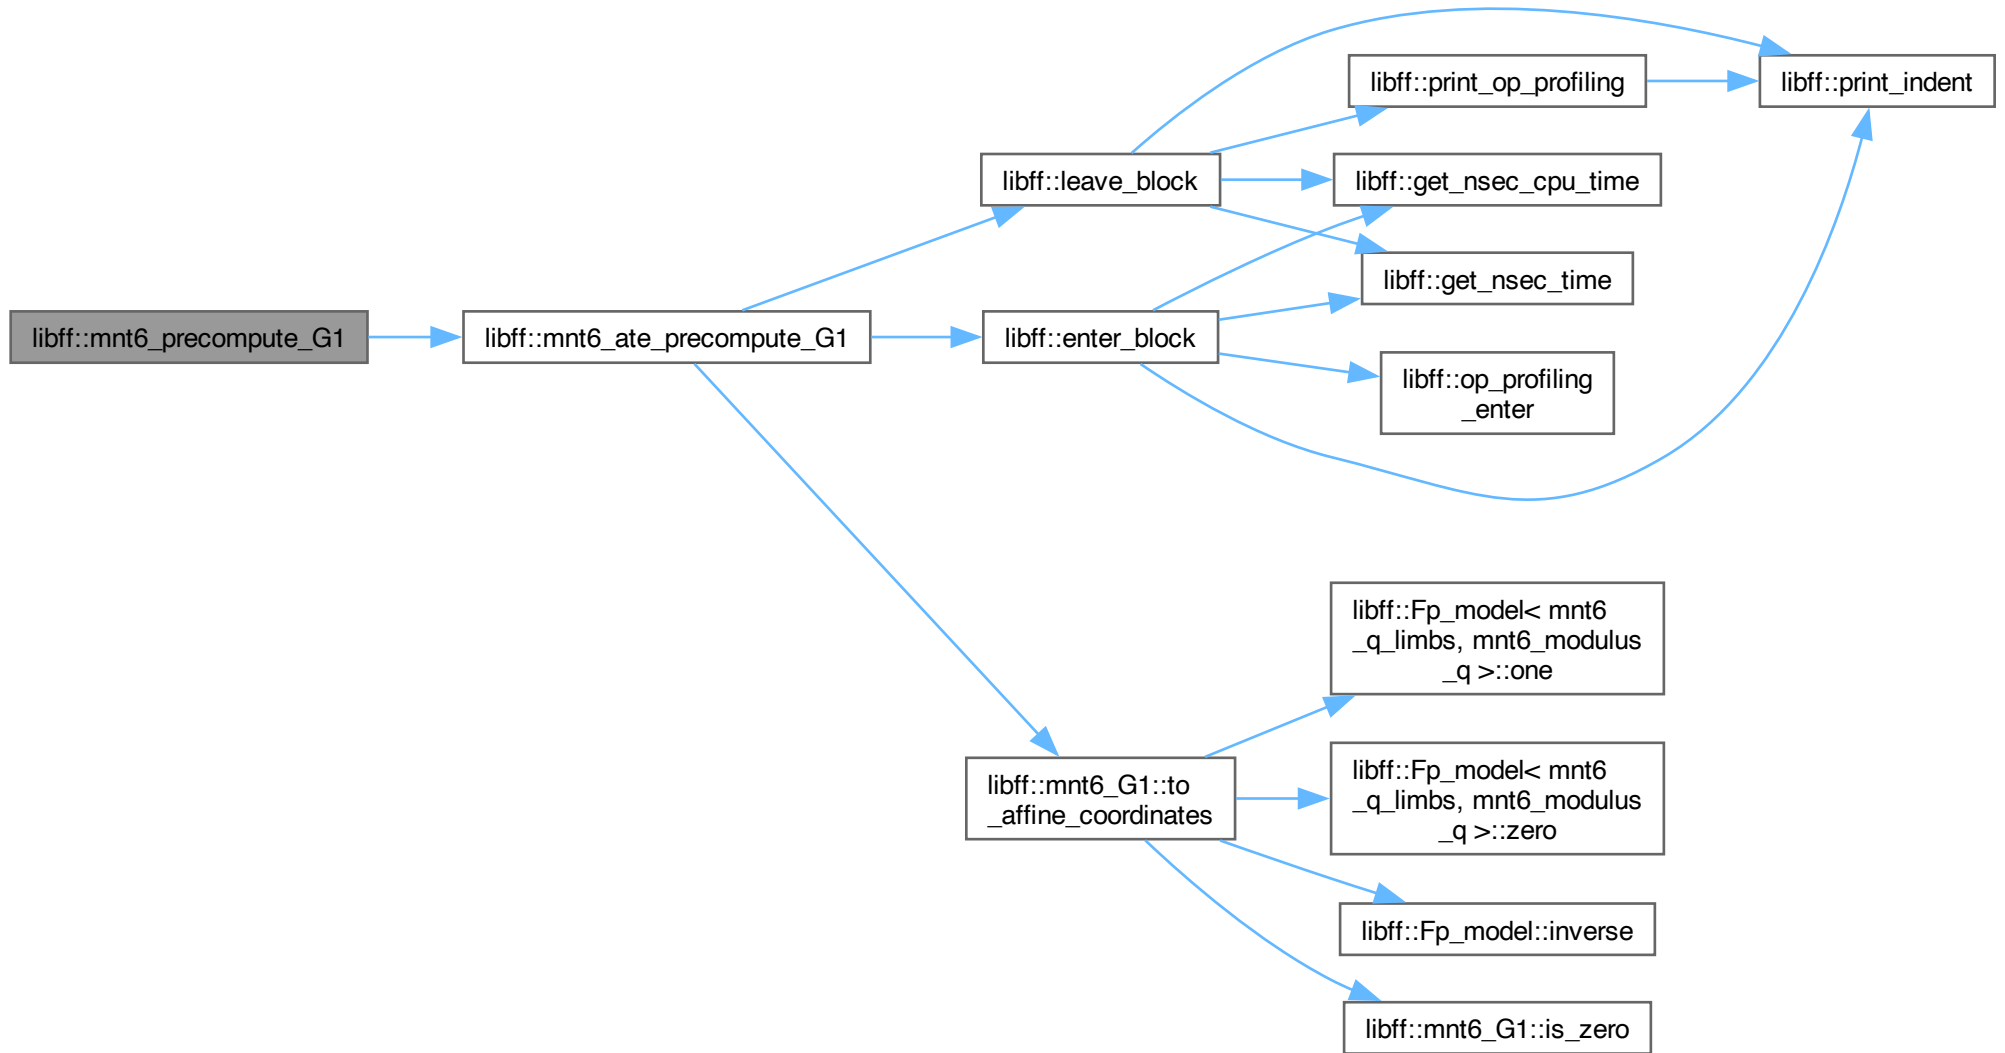 libff::mnt6_precompute_G1
libff::mnt6_ate_precompute_G1
libff::leave_block
libff::enter_block
libff::print_op_profiling
libff::print_indent
libff::get_nsec_cpu_time
libff::get_nsec_time
libff::op_profiling
_enter
libff::mnt6_G1::to
_affine_coordinates
libff::Fp_model< mnt6
_q_limbs, mnt6_modulus
_q >::one
libff::Fp_model< mnt6
_q_limbs, mnt6_modulus
_q >::zero
libff::Fp_model::inverse
libff::mnt6_G1::is_zero